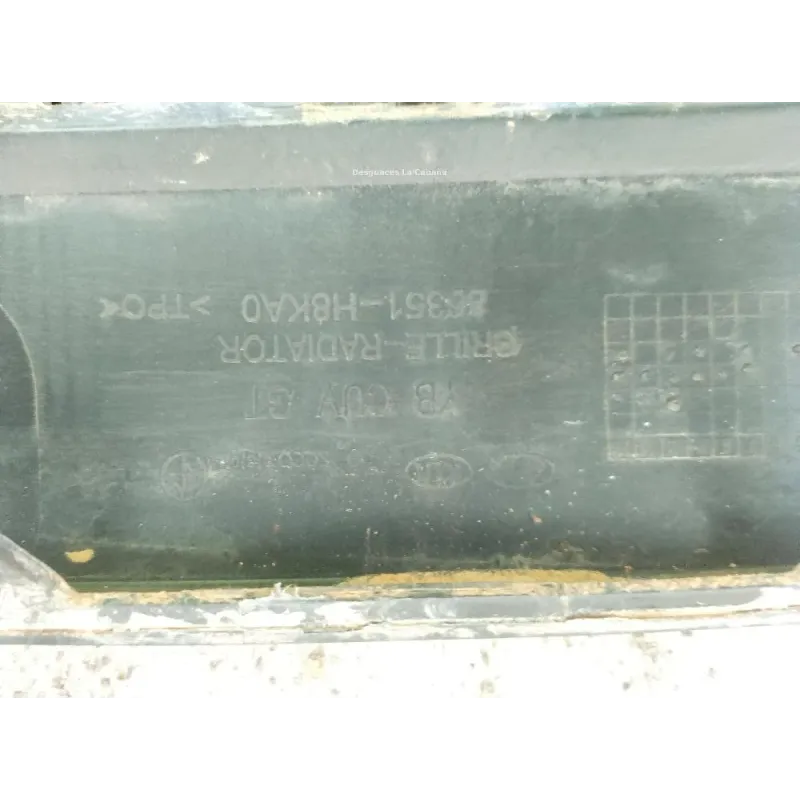 Desguaces La Cabaña
YB CUV GT
GRILLE-RADIATOR
86351-H8KA0 >TPO<